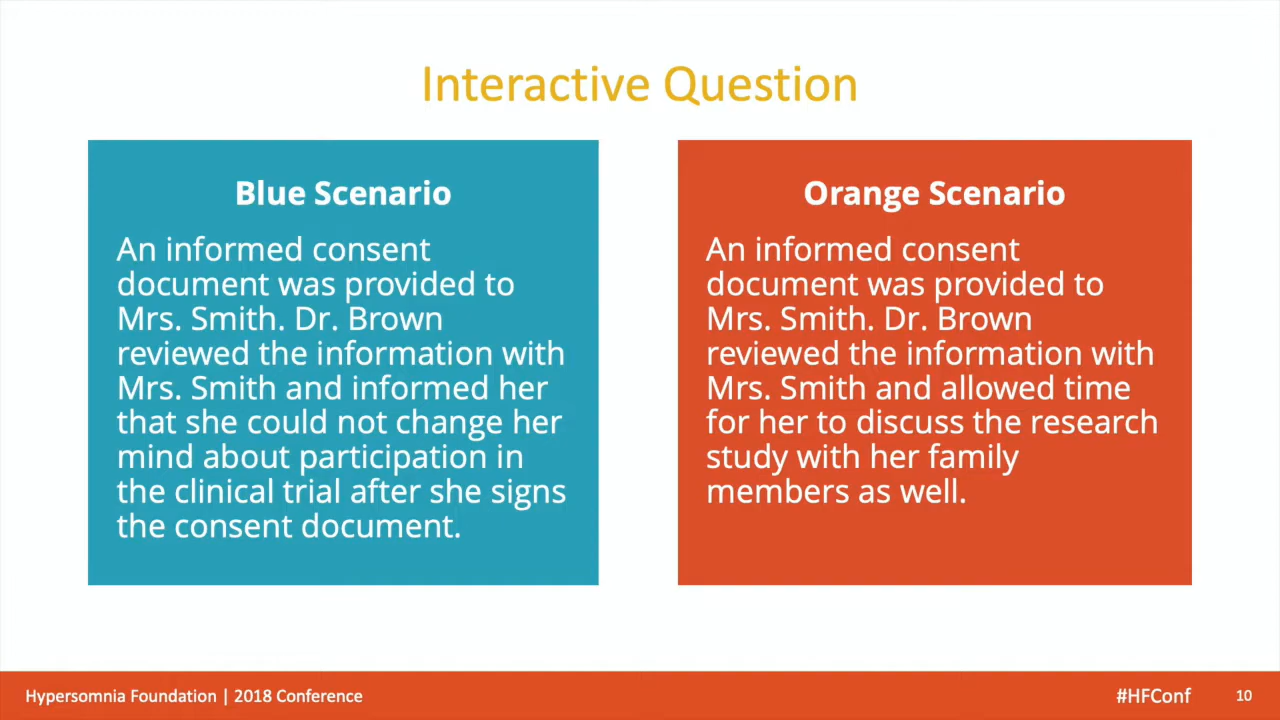 Interactive Question
Blue Scenario
An informed consent
document was provided to
Mrs. Smith. Dr. Brown
reviewed the information with
Mrs. Smith and informed her
that she could not change her
mind about participation in
the clinical trial after she signs
the consent document.
Orange Scenario
An informed consent
document was provided to
Mrs. Smith. Dr. Brown
reviewed the information with
Mrs. Smith and allowed time
for her to discuss the research
study with her family
members as well.
Hypersomnia Foundation | 2018 Conference
#HFConf
10